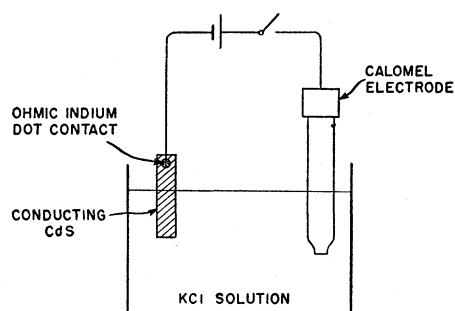 CALOMEL
ELECTRODE
OHMIC INDIUM
DOT CONTACT
CONDUCTING
CdS
KCl SOLUTION